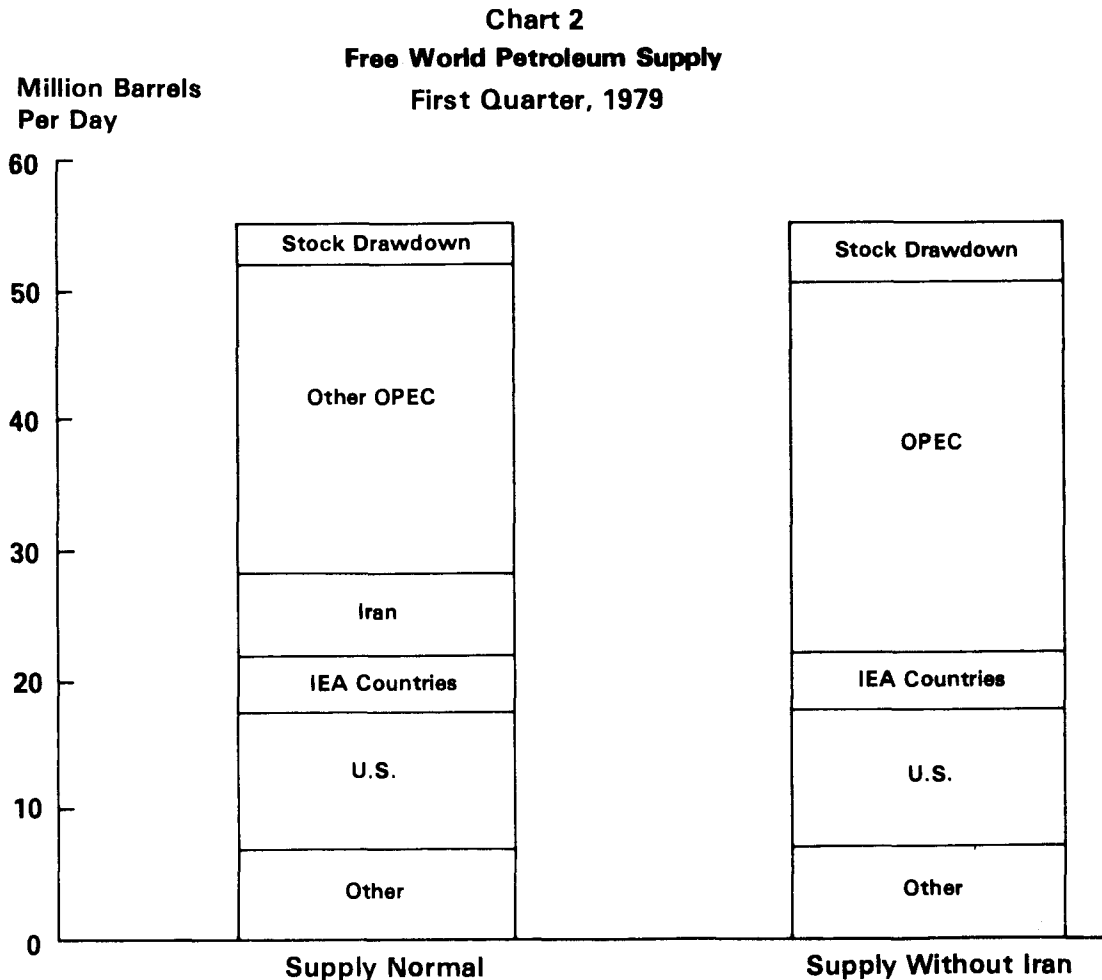 Chart 2
Free World Petroleum Supply
First Quarter, 1979
Million Barrels
Per Day
60
50
40
30
20
10
0
Stock Drawdown
Other OPEC
Iran
IEA Countries
U.S.
Other
Supply Normal
Stock Drawdown
OPEC
IEA Countries
U.S.
Other
Supply Without Iran